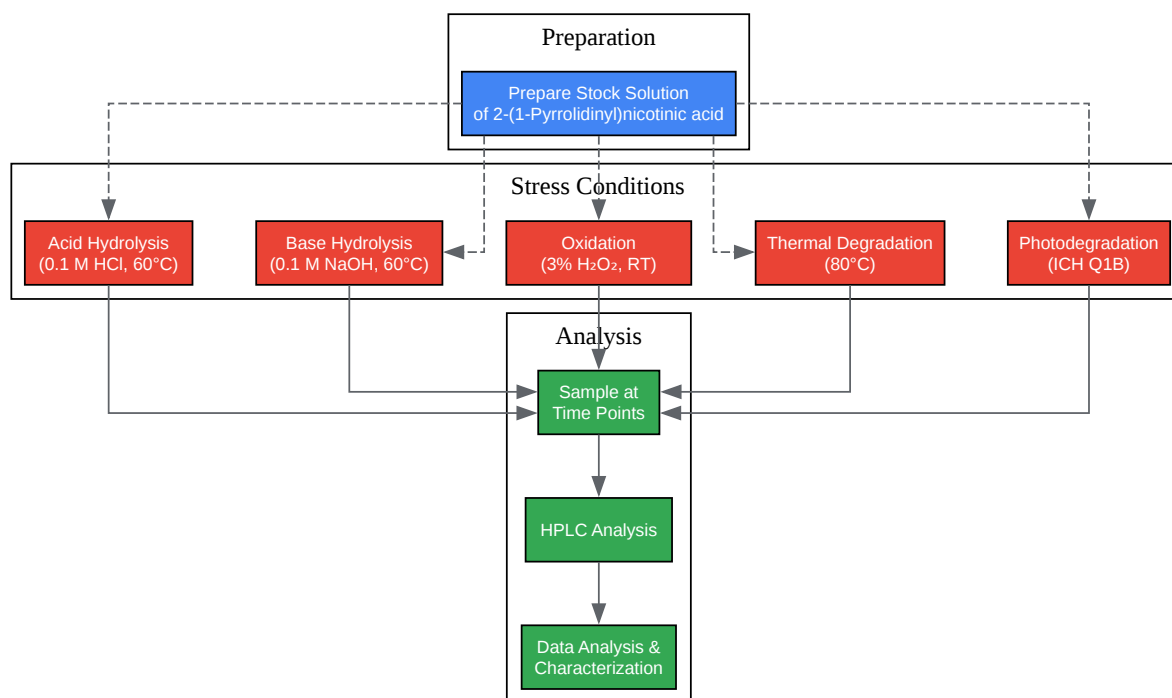 Preparation
Prepare Stock Solution
of 2-(1-Pyrrolidinyl)nicotinic acid
Stress Conditions
Acid Hydrolysis
(0.1 M HCl, 60°C)
Base Hydrolysis
(0.1 M NaOH, 60°C)
Oxidation
(3% H₂O₂, RT)
Thermal Degradation
(80°C)
Photodegradation
(ICH Q1B)
Analysis
Sample at
Time Points
HPLC Analysis
Data Analysis &
Characterization